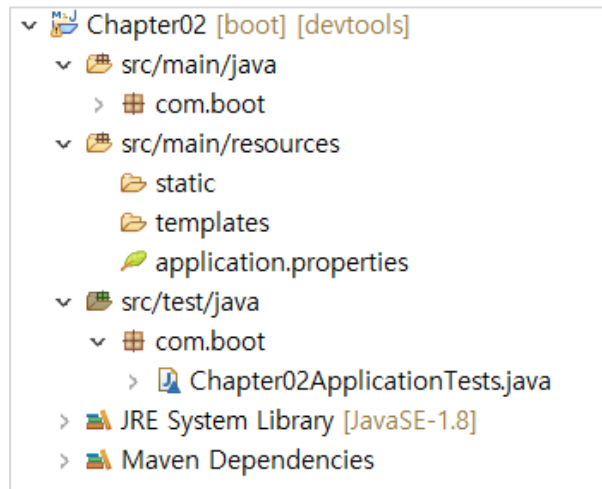 Chapter02 [boot] [devtools]
src/main/java
com.boot
src/main/resources
static
templates
application.properties
src/test/java
com.boot
Chapter02ApplicationTests.java
JRE System Library [JavaSE-1.8]
Maven Dependencies